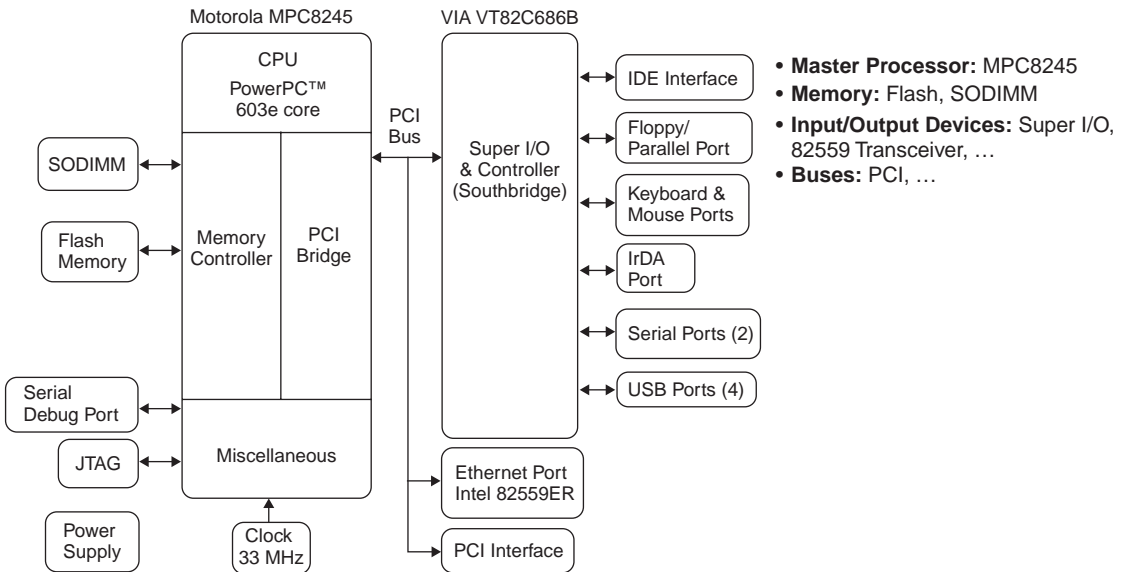 Motorola MPC8245
VIA VT82C686B
CPU
PowerPC™
603e core
PCI
Bus
SODIMM
Flash
Memory
Memory
Controller
PCI
Bridge
Serial
Debug Port
JTAG
Miscellaneous
Power
Supply
Clock
33 MHz
Super I/O
& Controller
(Southbridge)
IDE Interface
Floppy/
Parallel Port
Keyboard &
Mouse Ports
IrDA
Port
Serial Ports (2)
USB Ports (4)
Ethernet Port
Intel 82559ER
PCI Interface
• Master Processor: MPC8245
• Memory: Flash, SODIMM
• Input/Output Devices: Super I/O,
82559 Transceiver, …
• Buses: PCI, …